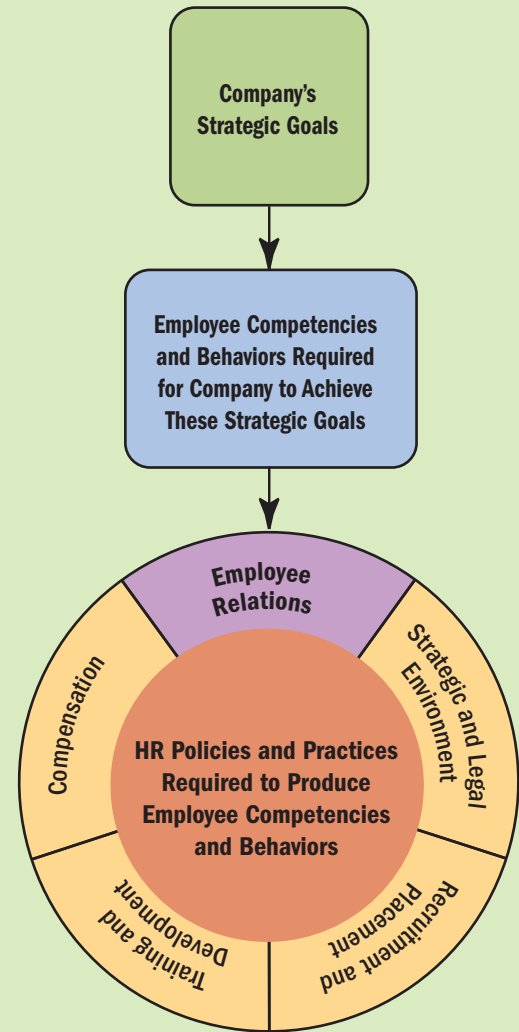 Company's
Strategic Goals
Employee Competencies
and Behaviors Required
for Company to Achieve
These Strategic Goals
Employee
Relations
Strategic and Legal
Environment
Recruitment and
Placement
Training and
Development
Compensation
HR Policies and Practices
Required to Produce
Employee Competencies
and Behaviors